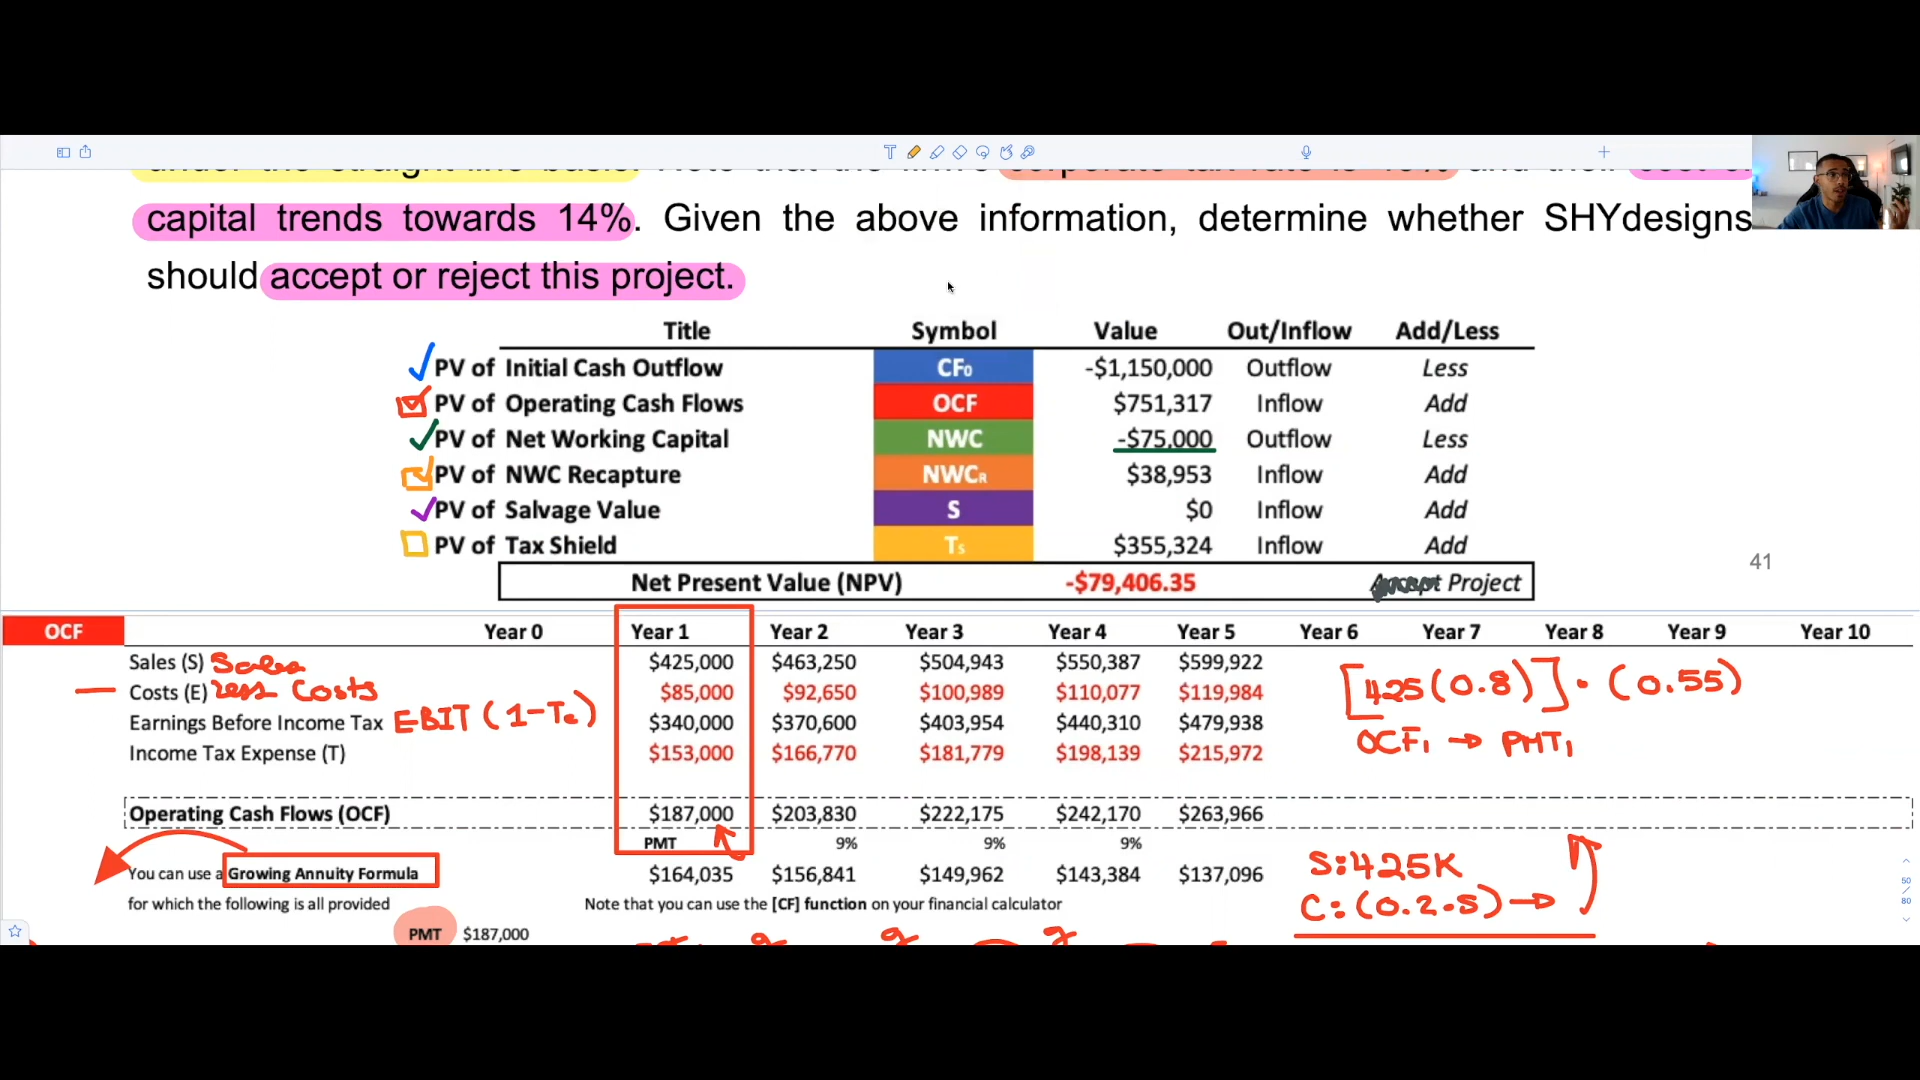 capital trends towards 14%. Given the above information, determine whether SHYdesigns
should accept or reject this project.
Title Symbol Value Out/Inflow Add/Less
PV of Initial Cash Outflow CF0 -$1,150,000 Outflow Less
PV of Operating Cash Flows OCF $751,317 Inflow Add
PV of Net Working Capital NWC -$75,000 Outflow Less
PV of NWC Recapture NWCR $38,953 Inflow Add
PV of Salvage Value S $0 Inflow Add
PV of Tax Shield Ts $355,324 Inflow Add
Net Present Value (NPV) -$79,406.35 Project
41
OCF Year 0 Year 1 Year 2 Year 3 Year 4 Year 5 Year 6 Year 7 Year 8 Year 9 Year 10
Sales (S) Sales $425,000 $463,250 $504,943 $550,387 $599,922
— Costs (E) less Costs $85,000 $92,650 $100,989 $110,077 $119,984
[425(0.8)] · (0.55)
Earnings Before Income Tax EBIT (1-Tc) $340,000 $370,600 $403,954 $440,310 $479,938
OCF1 → PMT1
Income Tax Expense (T) $153,000 $166,770 $181,779 $198,139 $215,972
Operating Cash Flows (OCF) $187,000 $203,830 $222,175 $242,170 $263,966
PMT 9% 9% 9%
You can use a Growing Annuity Formula $164,035 $156,841 $149,962 $143,384 $137,096
S:425K
for which the following is all provided Note that you can use the [CF] function on your financial calculator
C:(0.2·S) →
PMT $187,000
50
/
80